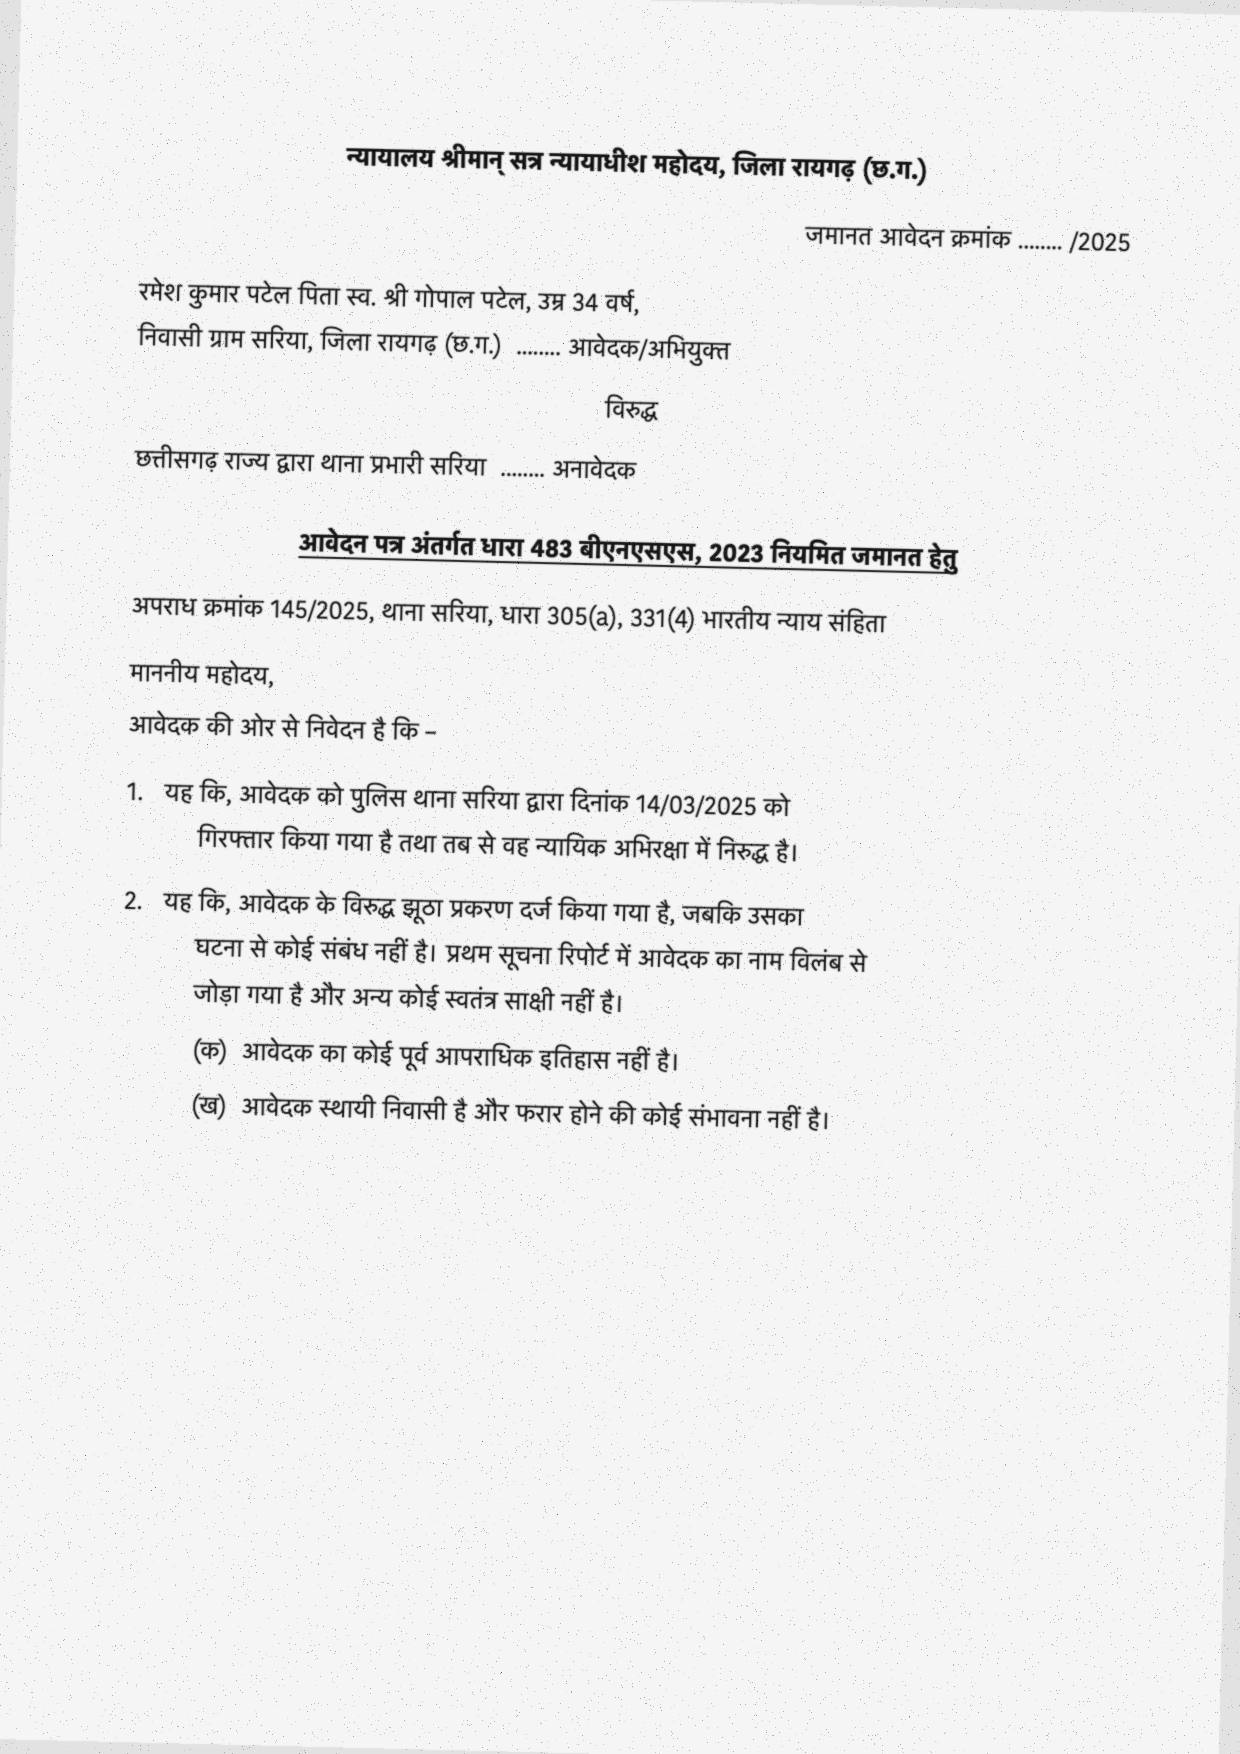 न्यायालय श्रीमान् सत्र न्यायाधीश महोदय, जिला रायगढ़ (छ.ग.)
जमानत आवेदन क्रमांक ........ /2025
रमेश कुमार पटेल पिता स्व. श्री गोपाल पटेल, उम्र 34 वर्ष,
निवासी ग्राम सरिया, जिला रायगढ़ (छ.ग.) ........ आवेदक/अभियुक्त
विरुद्ध
छत्तीसगढ़ राज्य द्वारा थाना प्रभारी सरिया ........ अनावेदक
आवेदन पत्र अंतर्गत धारा 483 बीएनएसएस, 2023 नियमित जमानत हेतु
अपराध क्रमांक 145/2025, थाना सरिया, धारा 305(a), 331(4) भारतीय न्याय संहिता
माननीय महोदय,
आवेदक की ओर से निवेदन है कि –
1. यह कि, आवेदक को पुलिस थाना सरिया द्वारा दिनांक 14/03/2025 को
गिरफ्तार किया गया है तथा तब से वह न्यायिक अभिरक्षा में निरुद्ध है।
2. यह कि, आवेदक के विरुद्ध झूठा प्रकरण दर्ज किया गया है, जबकि उसका
घटना से कोई संबंध नहीं है। प्रथम सूचना रिपोर्ट में आवेदक का नाम विलंब से
जोड़ा गया है और अन्य कोई स्वतंत्र साक्षी नहीं है।
(क) आवेदक का कोई पूर्व आपराधिक इतिहास नहीं है।
(ख) आवेदक स्थायी निवासी है और फरार होने की कोई संभावना नहीं है।